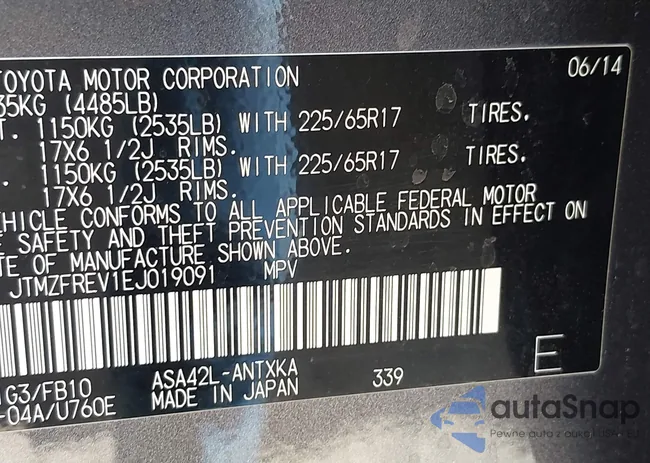 TOYOTA MOTOR CORPORATION 06/14
35KG (4485LB)
T. 1150KG (2535LB) WITH 225/65R17 TIRES.
17X6 1/2J RIMS.
. 1150KG (2535LB) WITH 225/65R17 TIRES.
17X6 1/2J RIMS.
EHICLE CONFORMS TO ALL APPLICABLE FEDERAL MOTOR
E SAFETY AND THEFT PREVENTION STANDARDS IN EFFECT ON
ATE OF MANUFACTURE SHOWN ABOVE.
JTMZFREV1EJ019091 MPV
1G3/FB10 ASA42L-ANTXKA 339 E
-04A/U760E MADE IN JAPAN
autaSnap